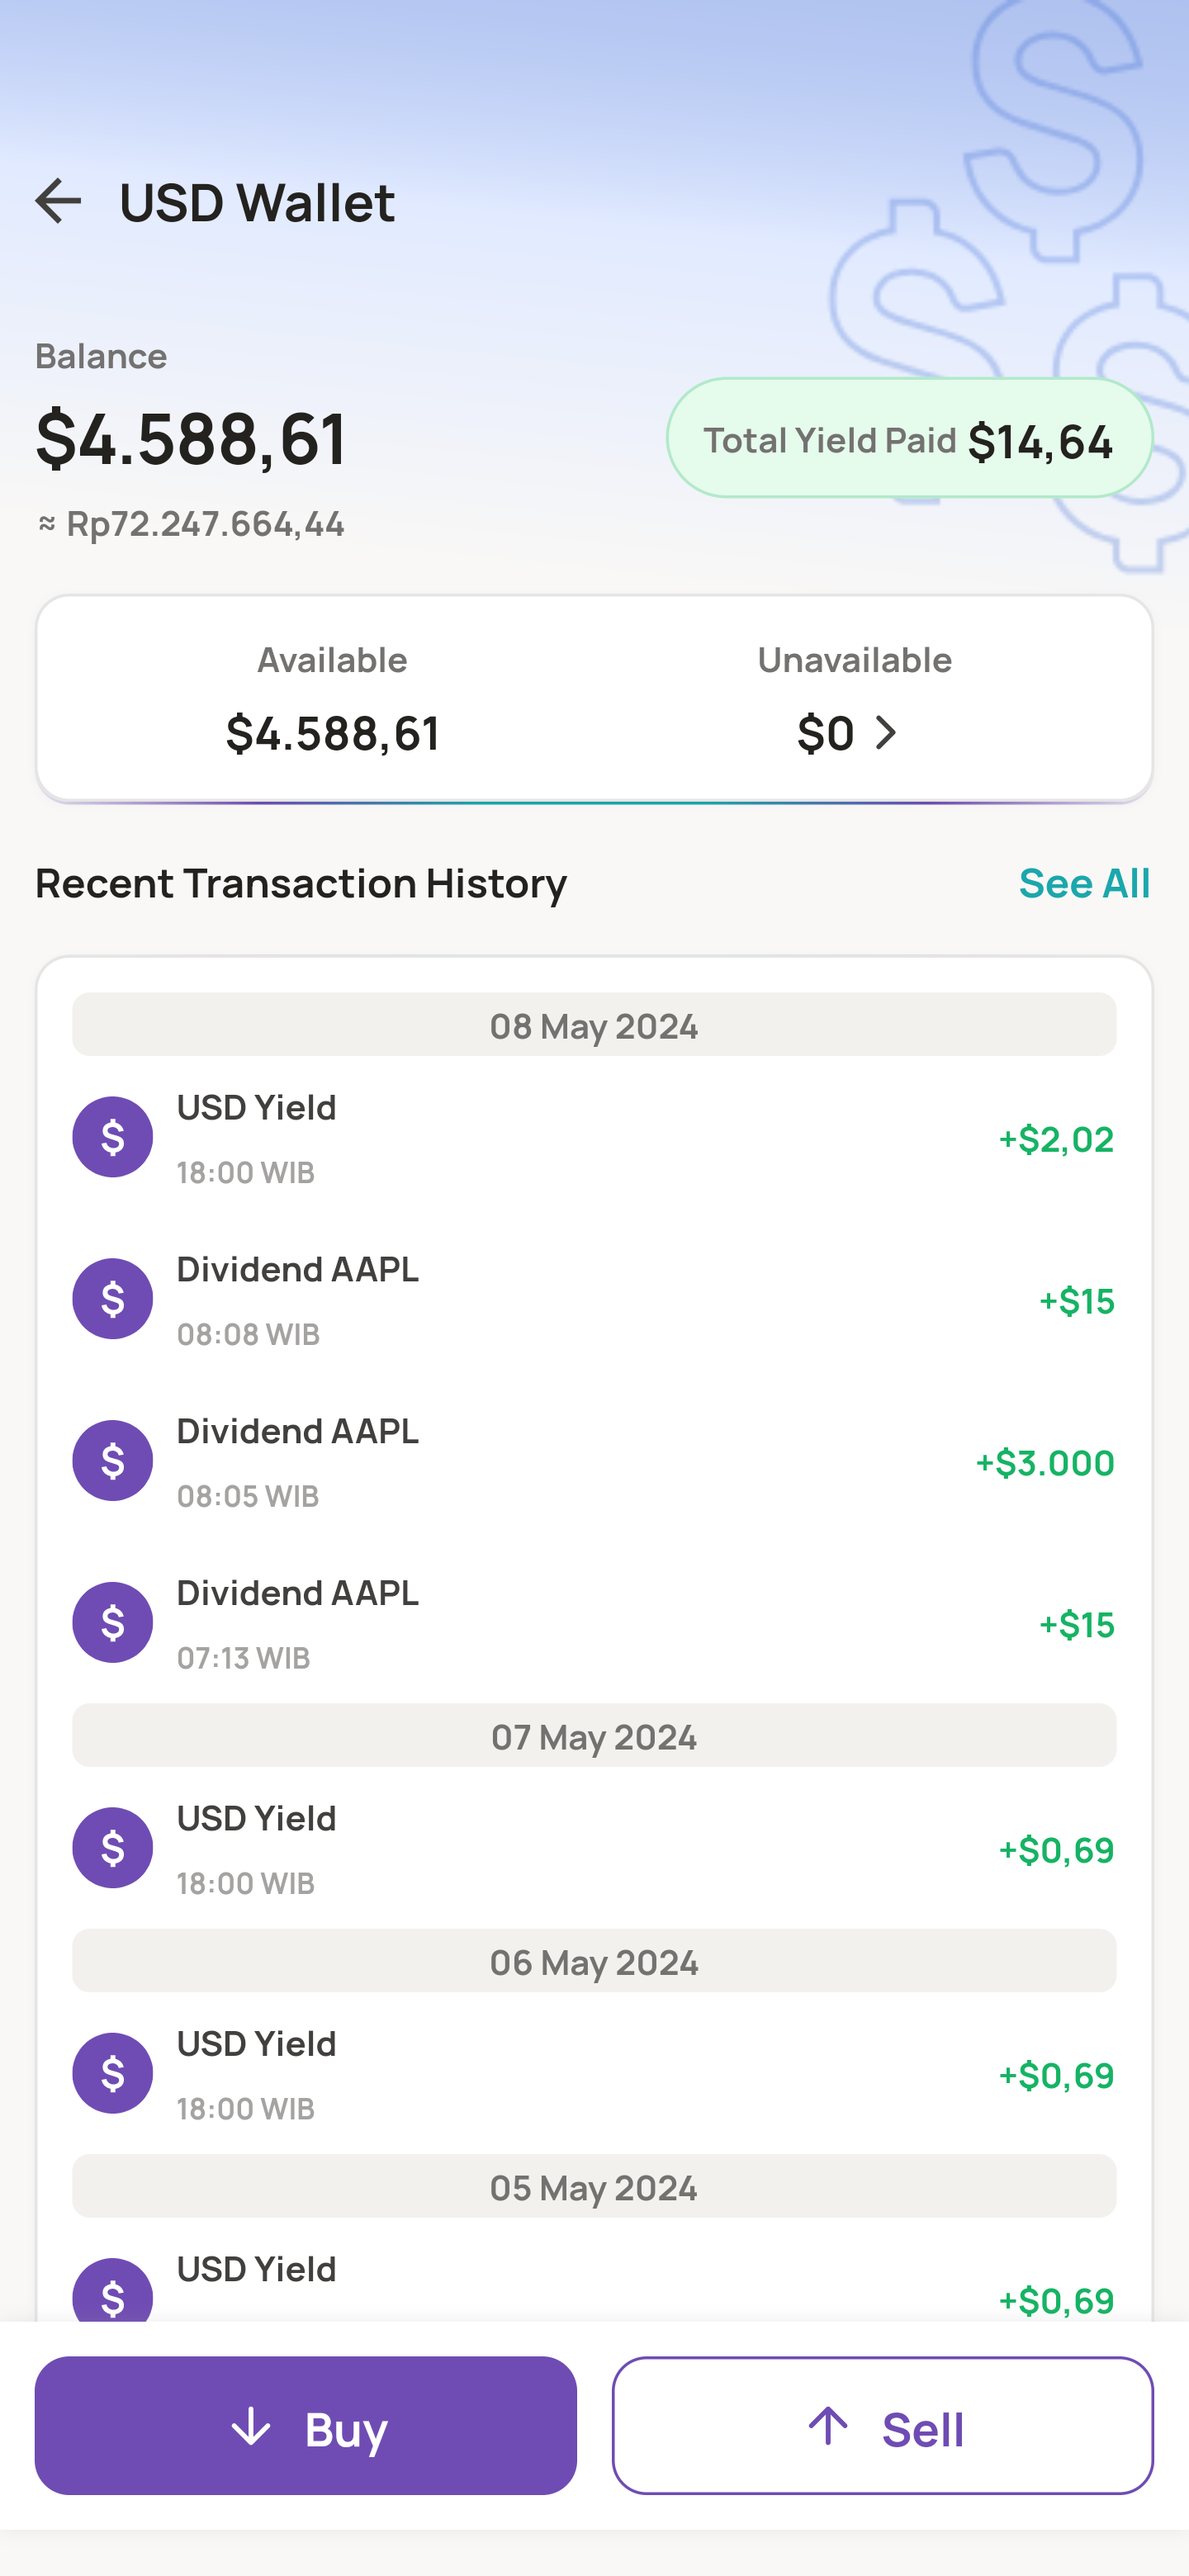 USD Wallet
Balance
$4.588,61
Total Yield Paid $14,64
≈ Rp72.247.664,44
Available
Unavailable
$4.588,61
$0
Recent Transaction History
See All
08 May 2024
USD Yield
+$2,02
18:00 WIB
Dividend AAPL
+$15
08:08 WIB
Dividend AAPL
+$3.000
08:05 WIB
Dividend AAPL
+$15
07:13 WIB
07 May 2024
USD Yield
+$0,69
18:00 WIB
06 May 2024
USD Yield
+$0,69
18:00 WIB
05 May 2024
USD Yield
+$0,69
Buy
Sell